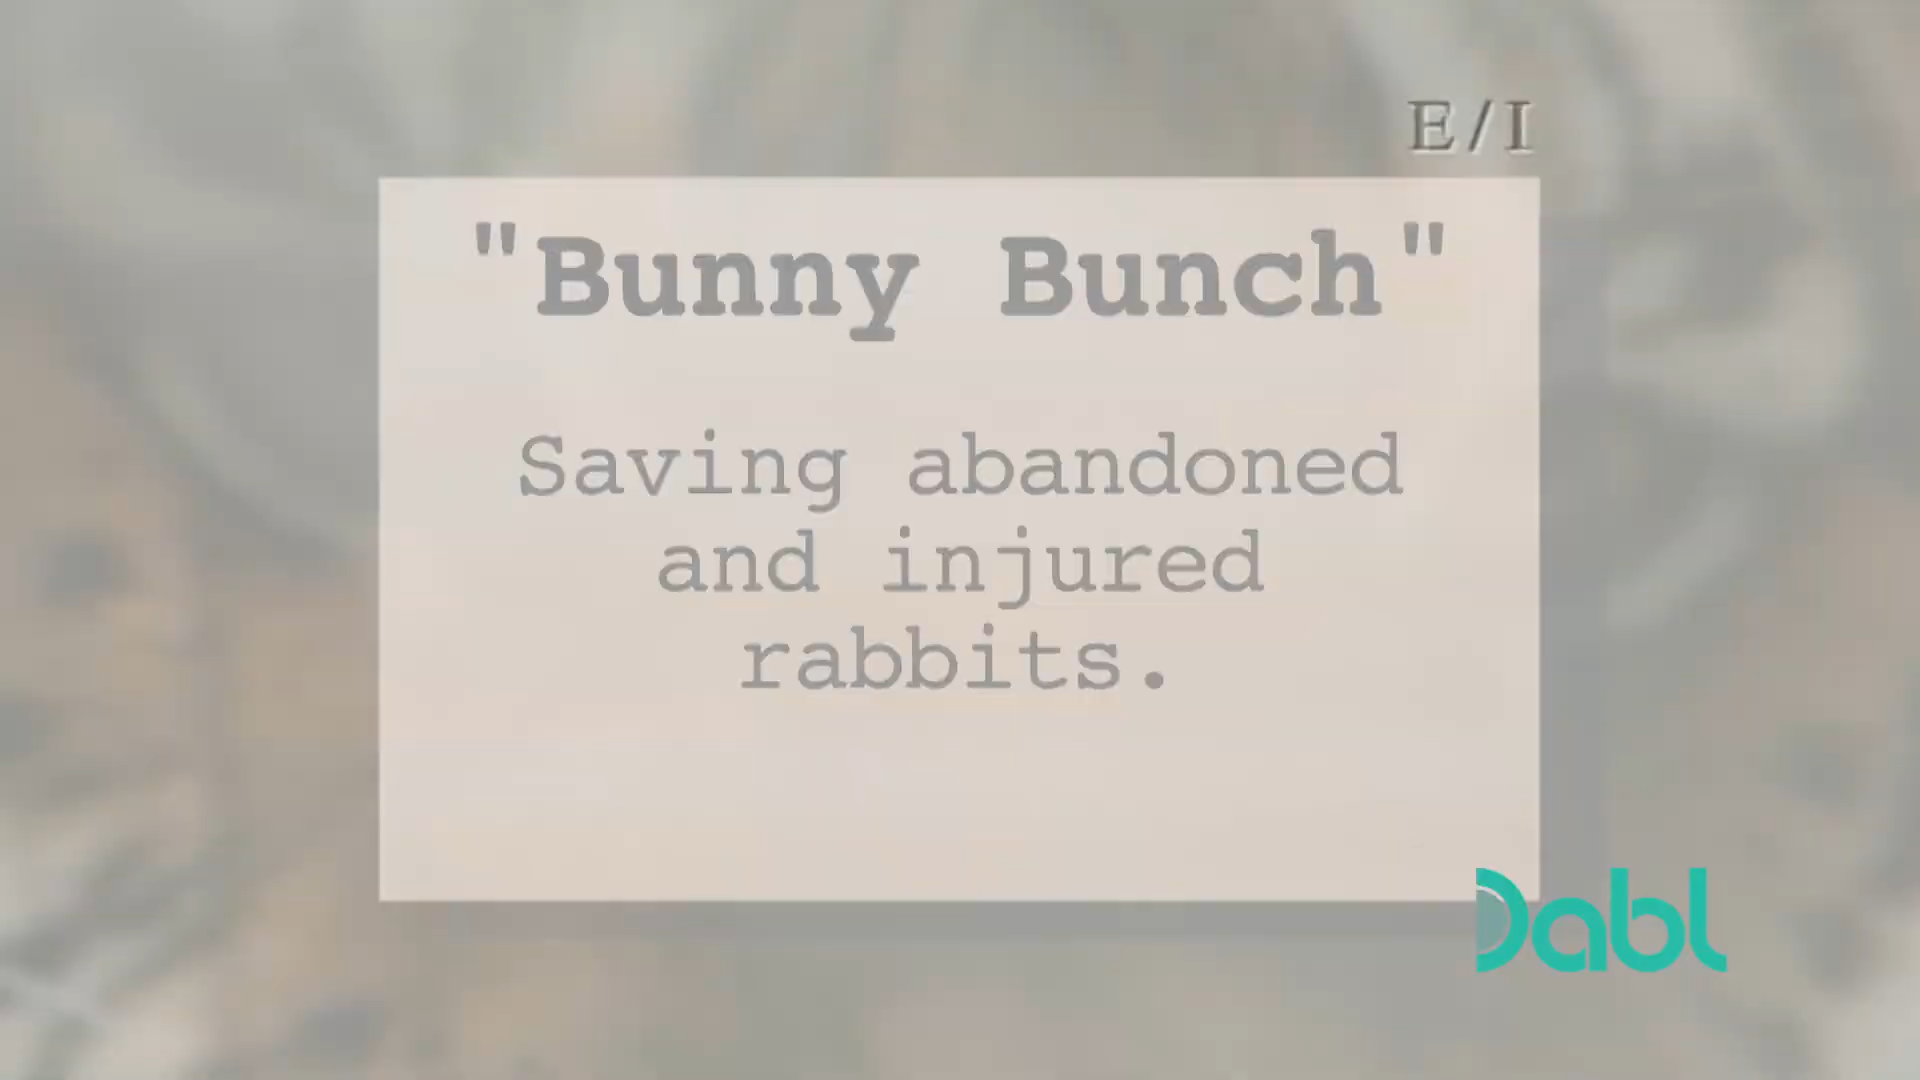 E/I
"Bunny Bunch"
Saving abandoned
and injured
rabbits.
Dabl